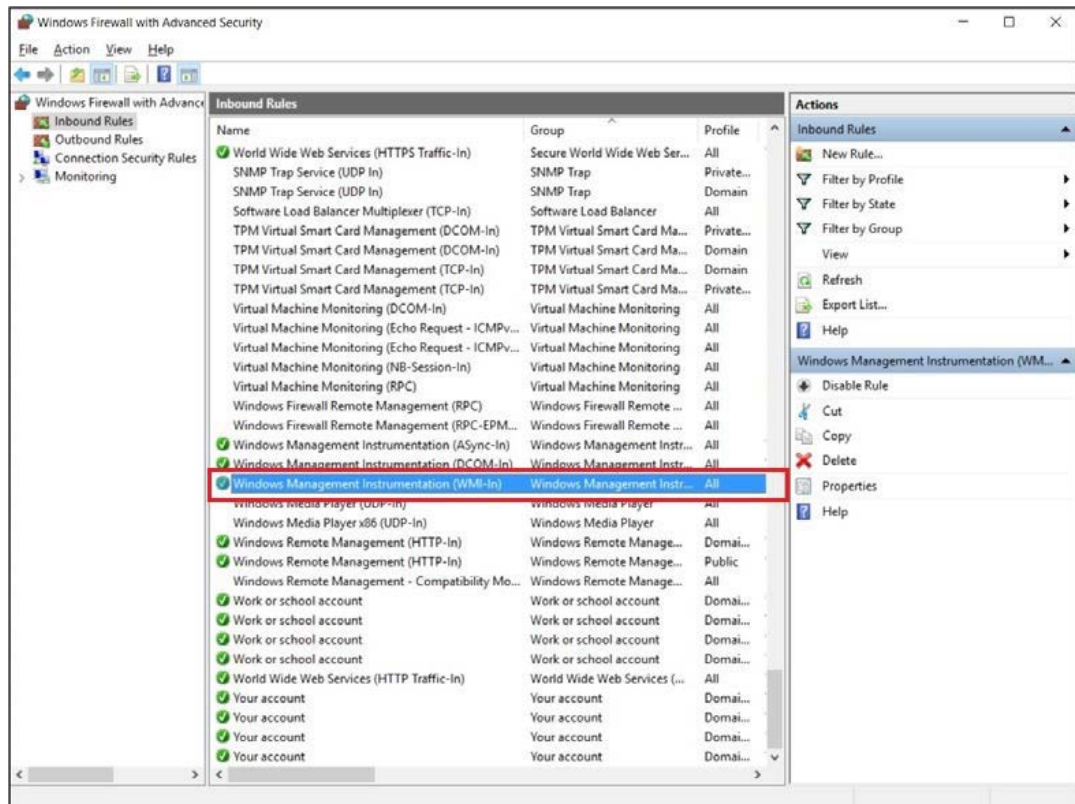 Windows Firewall with Advanced Security
File Action View Help
Windows Firewall with Advance
Inbound Rules
Outbound Rules
Connection Security Rules
Monitoring
Inbound Rules
Name Group Profile
World Wide Web Services (HTTPS Traffic-In) Secure World Wide Web Ser... All
SNMP Trap Service (UDP In) SNMP Trap Private...
SNMP Trap Service (UDP In) SNMP Trap Domain
Software Load Balancer Multiplexer (TCP-In) Software Load Balancer All
TPM Virtual Smart Card Management (DCOM-In) TPM Virtual Smart Card Ma... Private...
TPM Virtual Smart Card Management (DCOM-In) TPM Virtual Smart Card Ma... Domain
TPM Virtual Smart Card Management (TCP-In) TPM Virtual Smart Card Ma... Domain
TPM Virtual Smart Card Management (TCP-In) TPM Virtual Smart Card Ma... Private...
Virtual Machine Monitoring (DCOM-In) Virtual Machine Monitoring All
Virtual Machine Monitoring (Echo Request - ICMPv... Virtual Machine Monitoring All
Virtual Machine Monitoring (Echo Request - ICMPv... Virtual Machine Monitoring All
Virtual Machine Monitoring (NB-Session-In) Virtual Machine Monitoring All
Virtual Machine Monitoring (RPC) Virtual Machine Monitoring All
Windows Firewall Remote Management (RPC) Windows Firewall Remote ... All
Windows Firewall Remote Management (RPC-EPM... Windows Firewall Remote ... All
Windows Management Instrumentation (ASync-In) Windows Management Instr... All
Windows Management Instrumentation (DCOM-In) Windows Management Instr... All
Windows Management Instrumentation (WMI-In) Windows Management Instr... All
Windows Media Player (UDP-In) Windows Media Player All
Windows Media Player x86 (UDP-In) Windows Media Player All
Windows Remote Management (HTTP-In) Windows Remote Manage... Domai...
Windows Remote Management (HTTP-In) Windows Remote Manage... Public
Windows Remote Management - Compatibility Mo... Windows Remote Manage... All
Work or school account Work or school account Domai...
Work or school account Work or school account Domai...
Work or school account Work or school account Domai...
Work or school account Work or school account Domai...
World Wide Web Services (HTTP Traffic-In) World Wide Web Services (... All
Your account Your account Domai...
Your account Your account Domai...
Your account Your account Domai...
Your account Your account Domai...
Actions
Inbound Rules
New Rule...
Filter by Profile
Filter by State
Filter by Group
View
Refresh
Export List...
Help
Windows Management Instrumentation (WM...
Disable Rule
Cut
Copy
Delete
Properties
Help